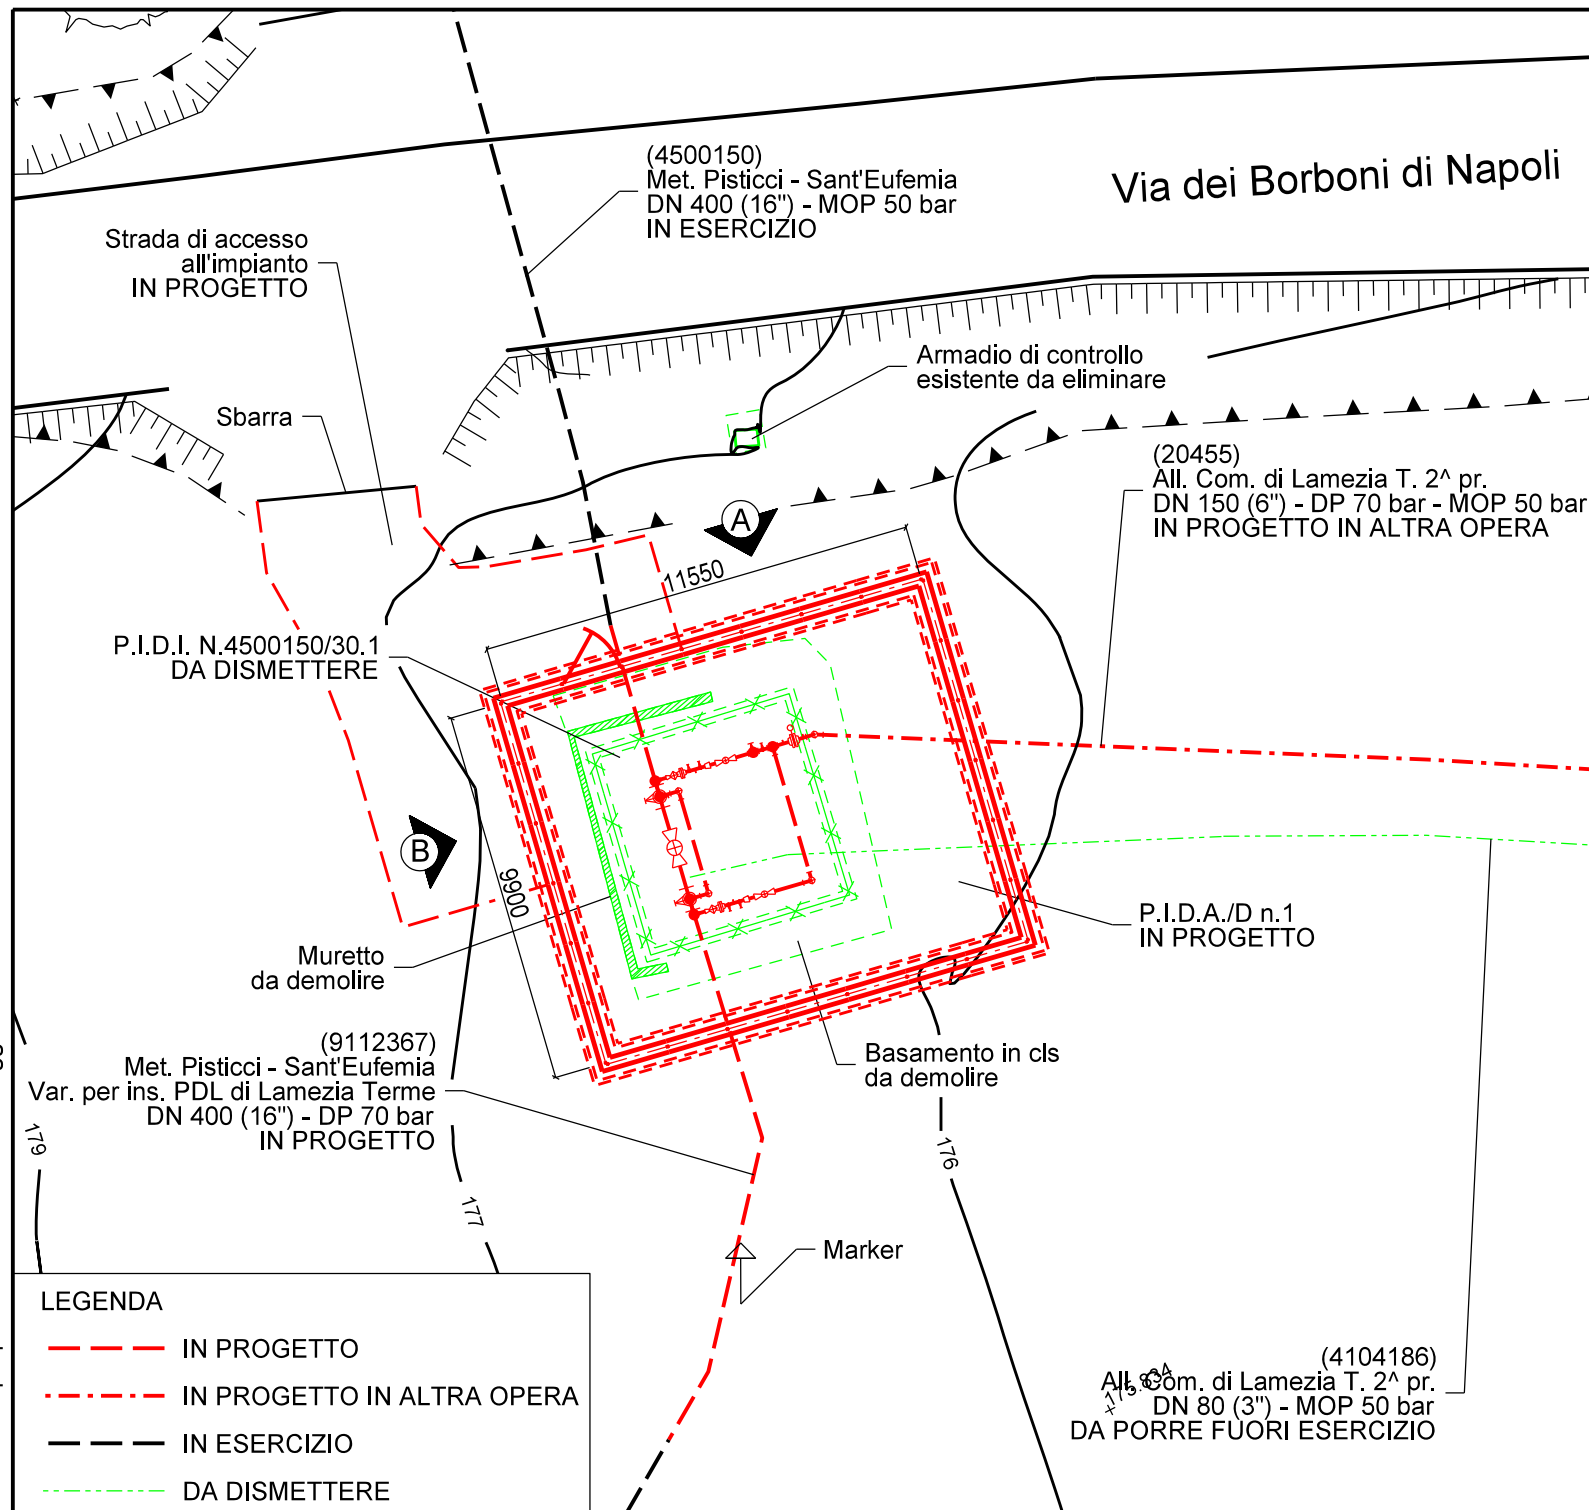 (4500150)
Met. Pisticci - Sant'Eufemia
DN 400 (16") - MOP 50 bar
IN ESERCIZIO
Via dei Borboni di Napoli
Strada di accesso
all'impianto
IN PROGETTO
Armadio di controllo
esistente da eliminare
Sbarra
(20455)
All. Com. di Lamezia T. 2^ pr.
DN 150 (6") - DP 70 bar - MOP 50 bar
IN PROGETTO IN ALTRA OPERA
A
11550
P.I.D.I. N.4500150/30.1
DA DISMETTERE
B
9900
P.I.D.A./D n.1
IN PROGETTO
Muretto
da demolire
(9112367)
Met. Pisticci - Sant'Eufemia
Var. per ins. PDL di Lamezia Terme
DN 400 (16") - DP 70 bar
IN PROGETTO
Basamento in cls
da demolire
179
177
176
Marker
(4104186)
All. Com. di Lamezia T. 2^ pr.
DN 80 (3") - MOP 50 bar
DA PORRE FUORI ESERCIZIO
+175.834
LEGENDA
IN PROGETTO
IN PROGETTO IN ALTRA OPERA
IN ESERCIZIO
DA DISMETTERE